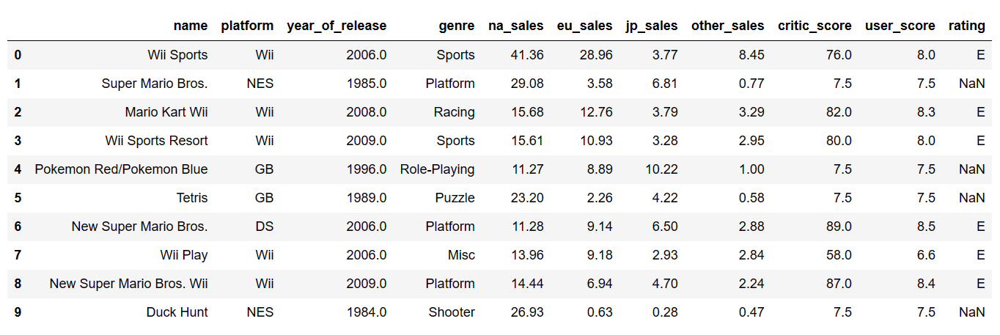 name platform year_of_release genre na_sales eu_sales jp_sales other_sales critic_score user_score rating
0 Wii Sports Wii 2006.0 Sports 41.36 28.96 3.77 8.45 76.0 8.0 E
1 Super Mario Bros. NES 1985.0 Platform 29.08 3.58 6.81 0.77 7.5 7.5 NaN
2 Mario Kart Wii Wii 2008.0 Racing 15.68 12.76 3.79 3.29 82.0 8.3 E
3 Wii Sports Resort Wii 2009.0 Sports 15.61 10.93 3.28 2.95 80.0 8.0 E
4 Pokemon Red/Pokemon Blue GB 1996.0 Role-Playing 11.27 8.89 10.22 1.00 7.5 7.5 NaN
5 Tetris GB 1989.0 Puzzle 23.20 2.26 4.22 0.58 7.5 7.5 NaN
6 New Super Mario Bros. DS 2006.0 Platform 11.28 9.14 6.50 2.88 89.0 8.5 E
7 Wii Play Wii 2006.0 Misc 13.96 9.18 2.93 2.84 58.0 6.6 E
8 New Super Mario Bros. Wii Wii 2009.0 Platform 14.44 6.94 4.70 2.24 87.0 8.4 E
9 Duck Hunt NES 1984.0 Shooter 26.93 0.63 0.28 0.47 7.5 7.5 NaN